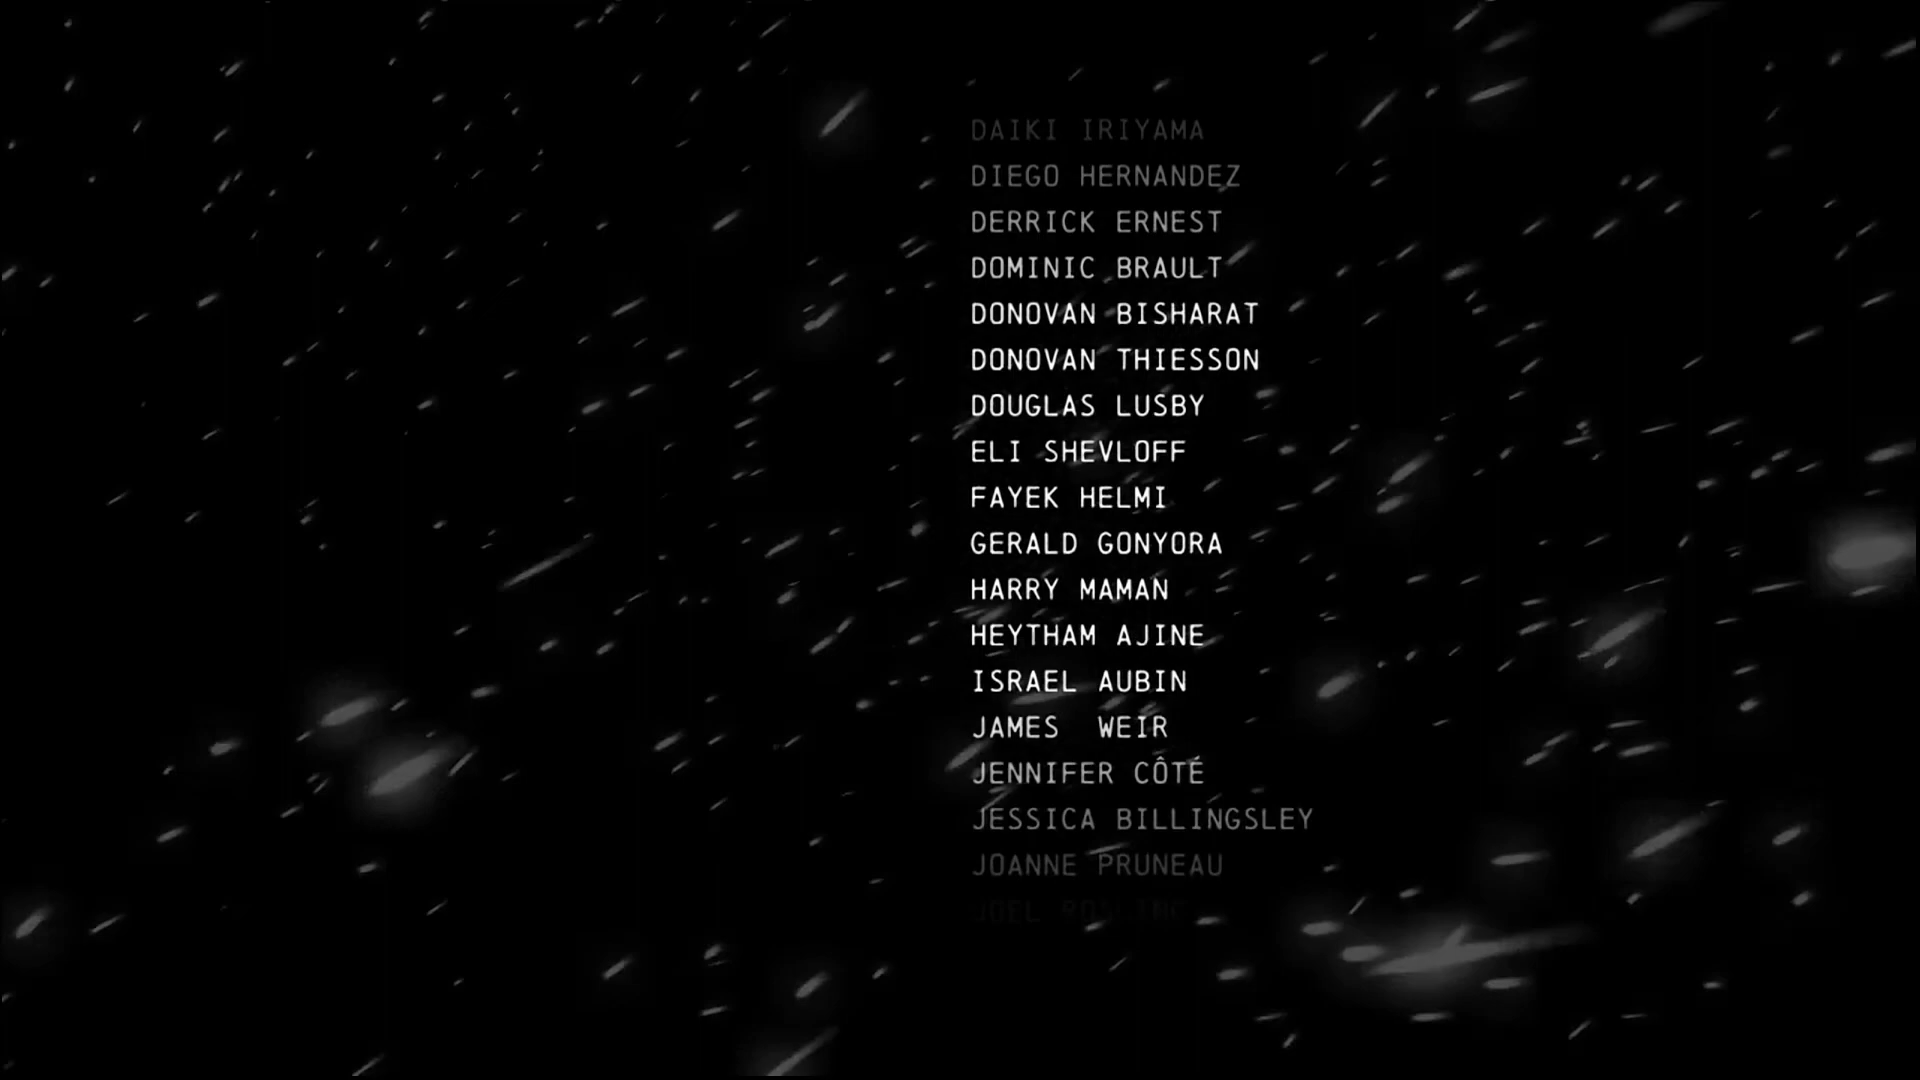 DAIKI IRIYAMA
DIEGO HERNANDEZ
DERRICK ERNEST
DOMINIC BRAULT
DONOVAN BISHARAT
DONOVAN THIESSON
DOUGLAS LUSBY
ELI SHEVLOFF
FAYEK HELMI
GERALD GONYORA
HARRY MAMAN
HEYTHAM AJINE
ISRAEL AUBIN
JAMES  WEIR
JENNIFER CÔTÉ
JESSICA BILLINGSLEY
JOANNE PRUNEAU
JOEL